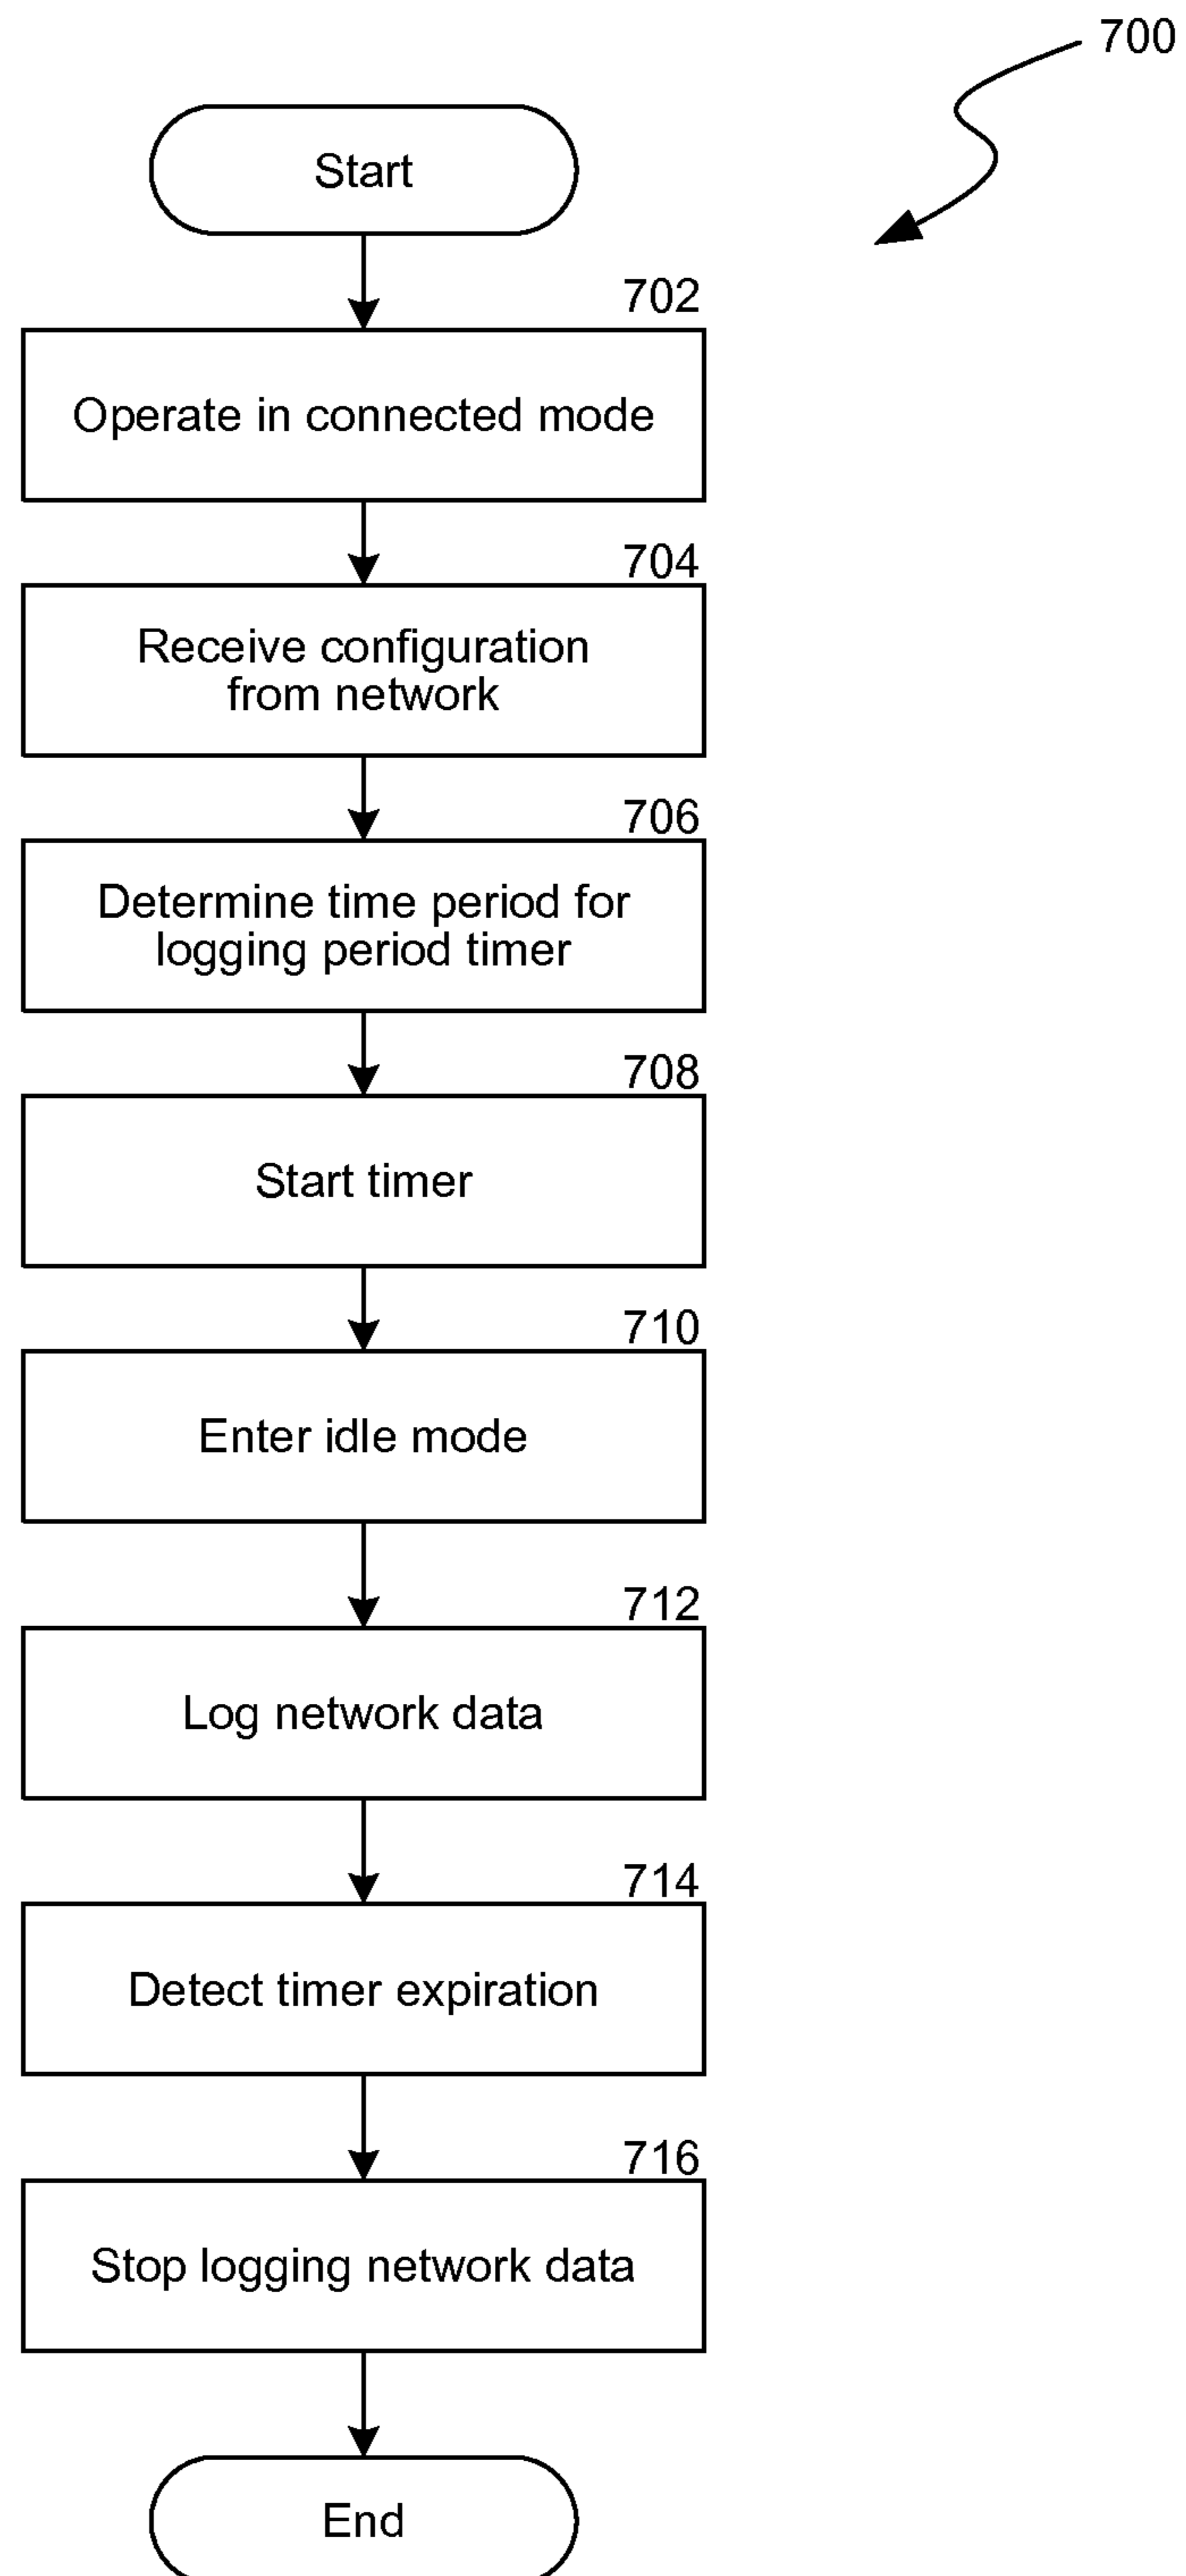 700
Start
702
Operate in connected mode
704
Receive configuration
from network
706
Determine time period for
logging period timer
708
Start timer
710
Enter idle mode
712
Log network data
714
Detect timer expiration
716
Stop logging network data
End